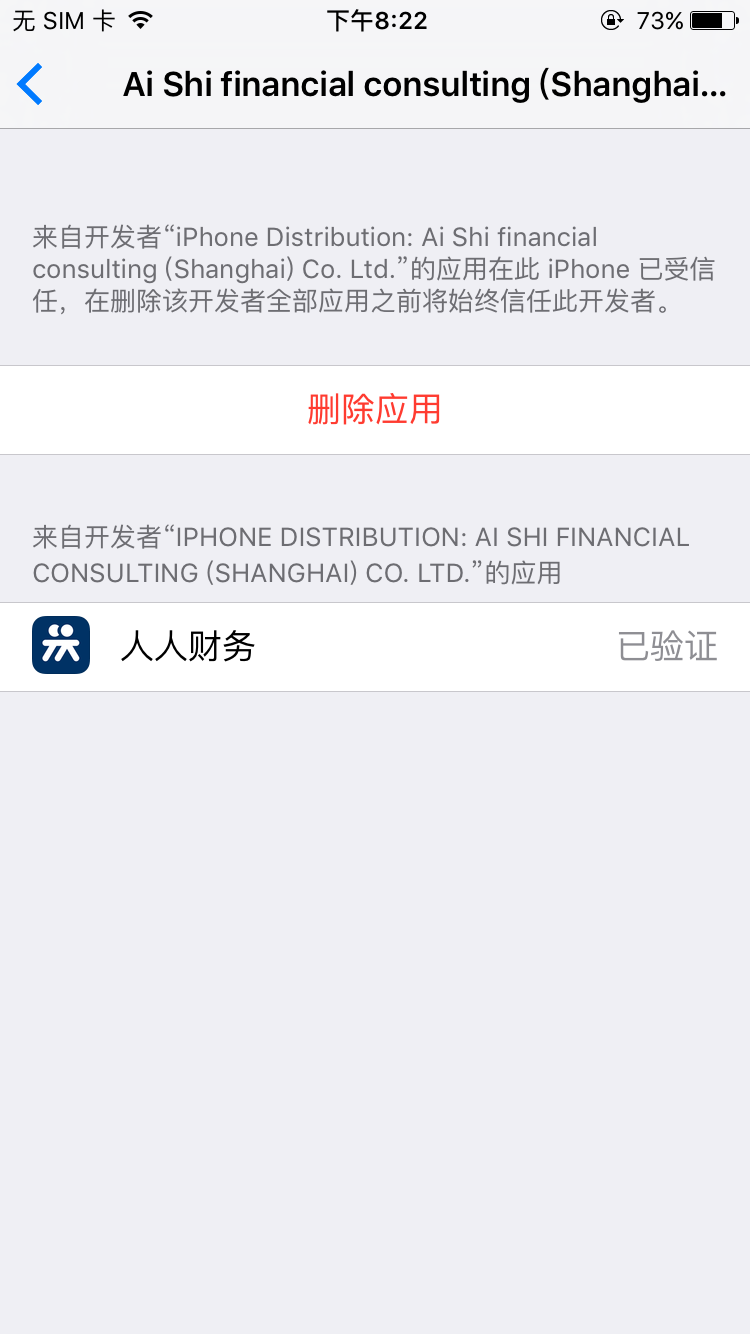 无 SIM 卡 下午8:22 73%
Ai Shi financial consulting (Shanghai...
来自开发者“iPhone Distribution: Ai Shi financial
consulting (Shanghai) Co. Ltd.”的应用在此 iPhone 已受信
任，在删除该开发者全部应用之前将始终信任此开发者。
删除应用
来自开发者“IPHONE DISTRIBUTION: AI SHI FINANCIAL
CONSULTING (SHANGHAI) CO. LTD.”的应用
人人财务 已验证